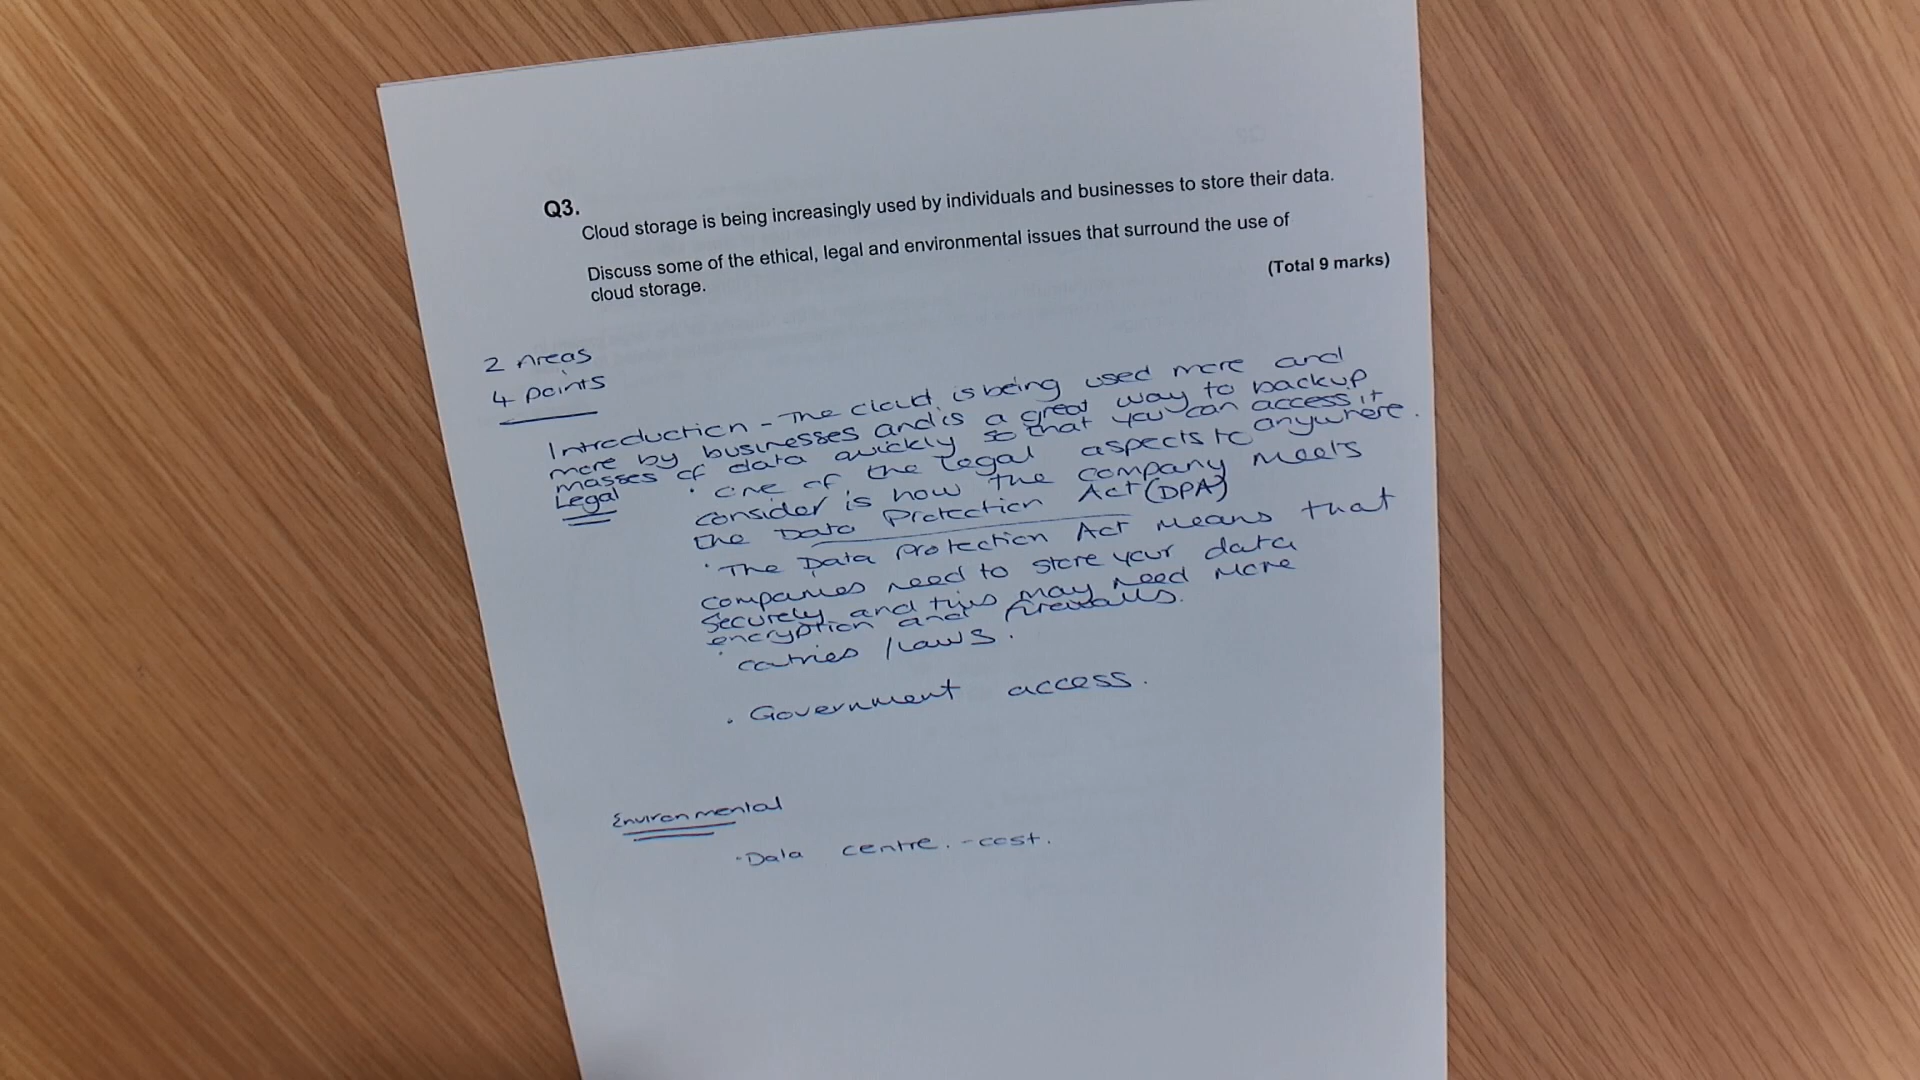 Q3.
Cloud storage is being increasingly used by individuals and businesses to store their data.
Discuss some of the ethical, legal and environmental issues that surround the use of
cloud storage.
(Total 9 marks)
2 Areas
4 points
Introduction - The cloud is being used more and
more by businesses and is a great way to backup
masses of data quickly so that you can access it
anywhere.
Legal
· one of the legal aspects to
consider is how the company meets
the Data Protection Act (DPA)
· The Data Protection Act means that
companies need to store your data
securely and this may need more
encryption and firewalls.
· cotries / laws.
· Government access.
Environmental
· Data centre. - cost.